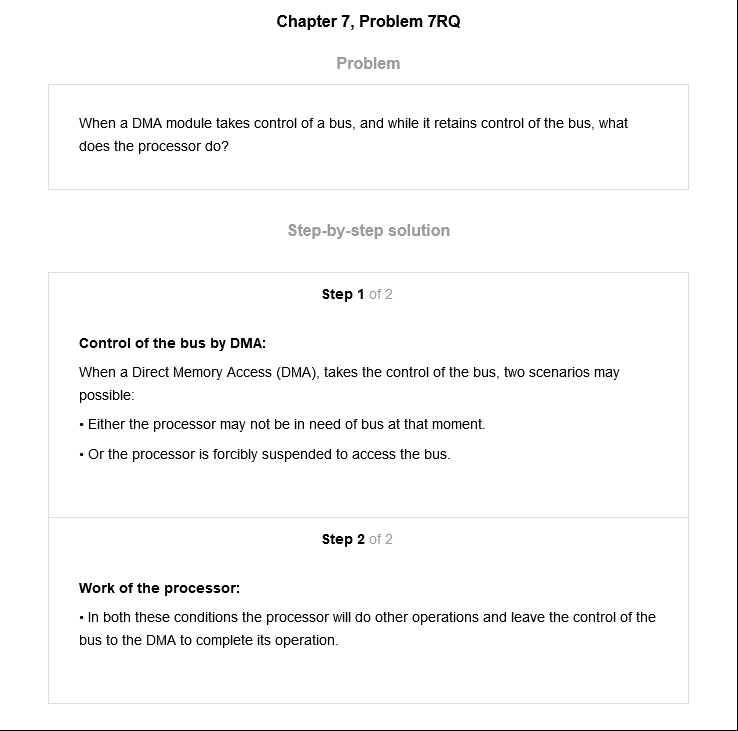 Chapter 7, Problem 7RQ
Problem
When a DMA module takes control of a bus, and while it retains control of the bus, what
does the processor do?
Step-by-step solution
Step 1 of 2
Control of the bus by DMA:
When a Direct Memory Access (DMA), takes the control of the bus, two scenarios may
possible:
• Either the processor may not be in need of bus at that moment.
• Or the processor is forcibly suspended to access the bus.
Step 2 of 2
Work of the processor:
• In both these conditions the processor will do other operations and leave the control of the
bus to the DMA to complete its operation.